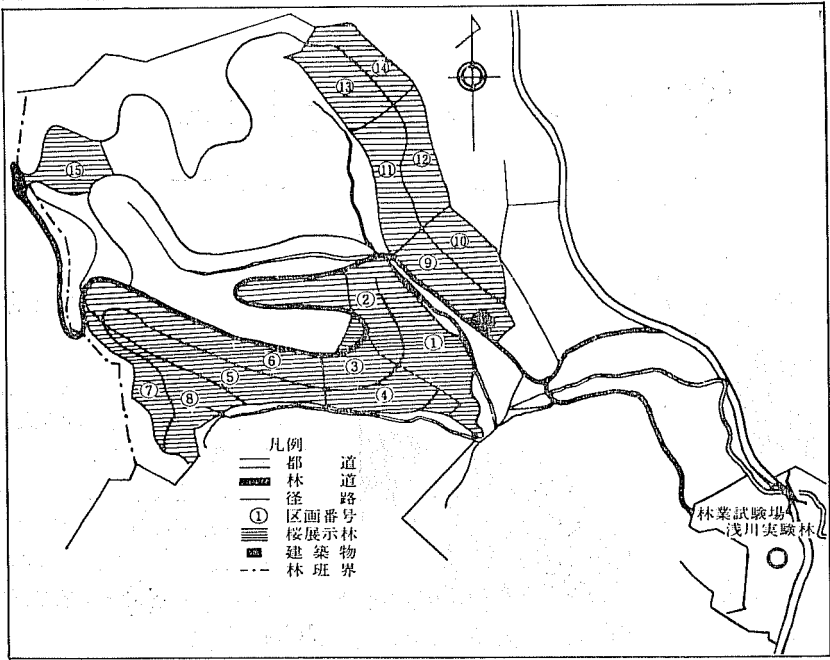 ⑭
⑬
⑮
⑫
⑪
⑩
⑨
②
①
⑥
③
⑤
⑦
⑧
④
凡例
都道
林道
径路
① 区画番号
桜展示林
建築物
林班界
林業試験場
浅川実験林